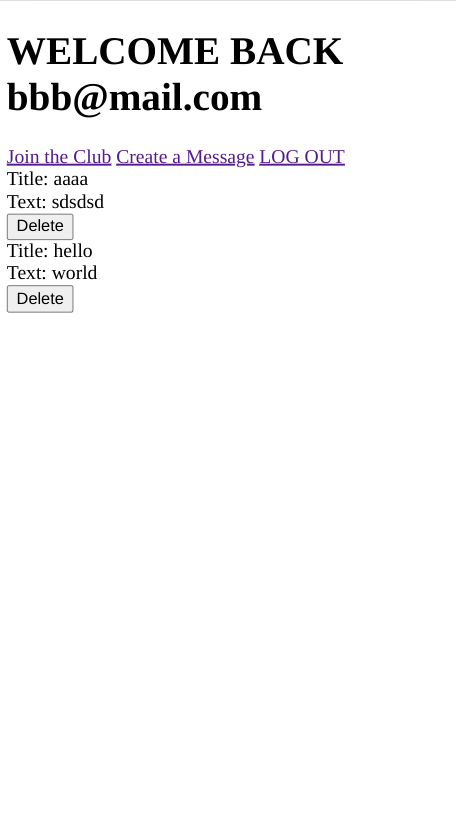 WELCOME BACK
bbb@mail.com
Join the Club Create a Message LOG OUT
Title: aaaa
Text: sdsdsd
Delete
Title: hello
Text: world
Delete